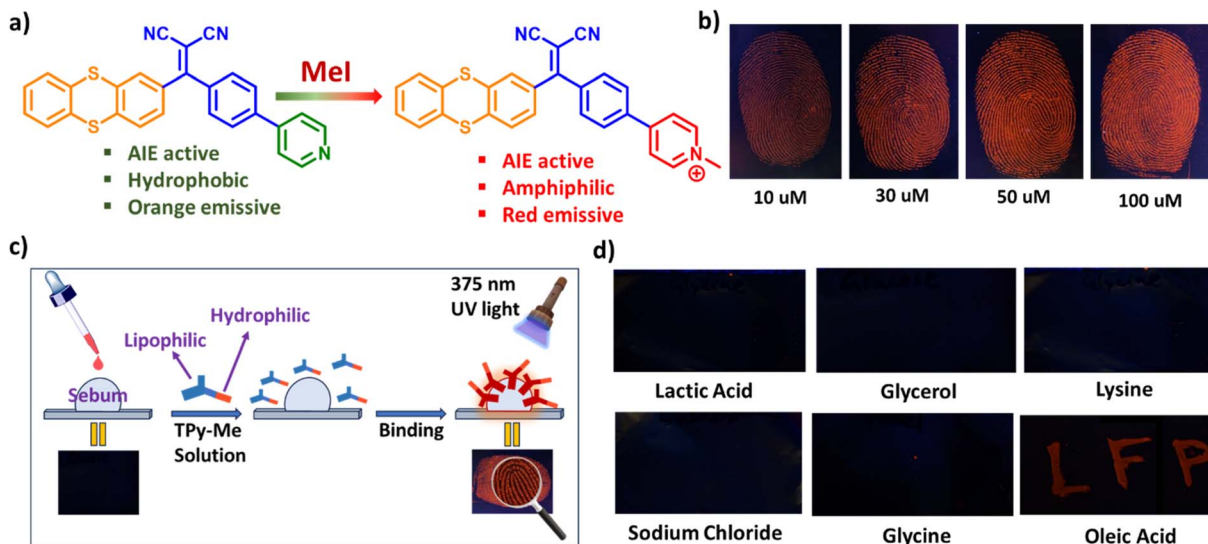 a)
NC CN
S
S
N
▪ AIE active
▪ Hydrophobic
▪ Orange emissive
MeI
NC CN
S
S
N
⊕
▪ AIE active
▪ Amphiphilic
▪ Red emissive
b)
10 uM
30 uM
50 uM
100 uM
c)
Sebum
Lipophilic
Hydrophilic
TPy-Me
Solution
Binding
375 nm
UV light
d)
Lactic Acid
Glycerol
Lysine
Sodium Chloride
Glycine
L F P
Oleic Acid